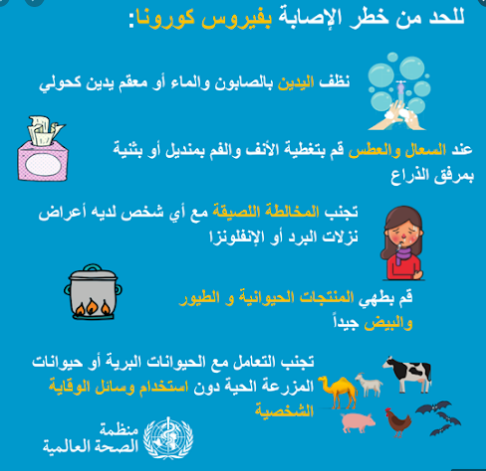 للحد من خطر الإصابة بفيروس كورونا:
نظف اليدين بالصابون والماء أو معقم يدين كحولي
عند السعال والعطس قم بتغطية الأنف والفم بمنديل أو بثنية
بمرفق الذراع
تجنب المخالطة اللصيقة مع أي شخص لديه أعراض
نزلات البرد أو الإنفلونزا
قم بطهي المنتجات الحيوانية و الطيور
والبيض جيداً
تجنب التعامل مع الحيوانات البرية أو حيوانات
المزرعة الحية دون استخدام وسائل الوقاية
الشخصية
منظمة
الصحة العالمية